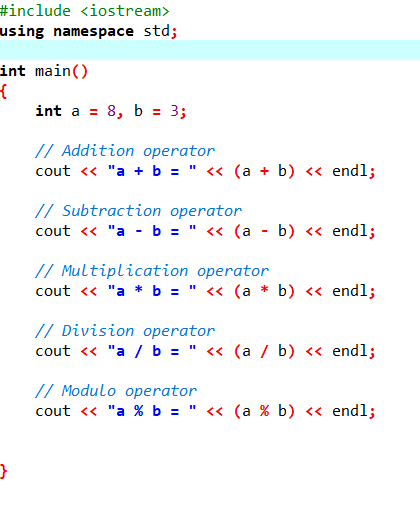 #include <iostream>
using namespace std;
int main()
{
int a = 8, b = 3;
// Addition operator
cout << "a + b = " << (a + b) << endl;
// Subtraction operator
cout << "a - b = " << (a - b) << endl;
// Multiplication operator
cout << "a * b = " << (a * b) << endl;
// Division operator
cout << "a / b = " << (a / b) << endl;
// Modulo operator
cout << "a % b = " << (a % b) << endl;
}